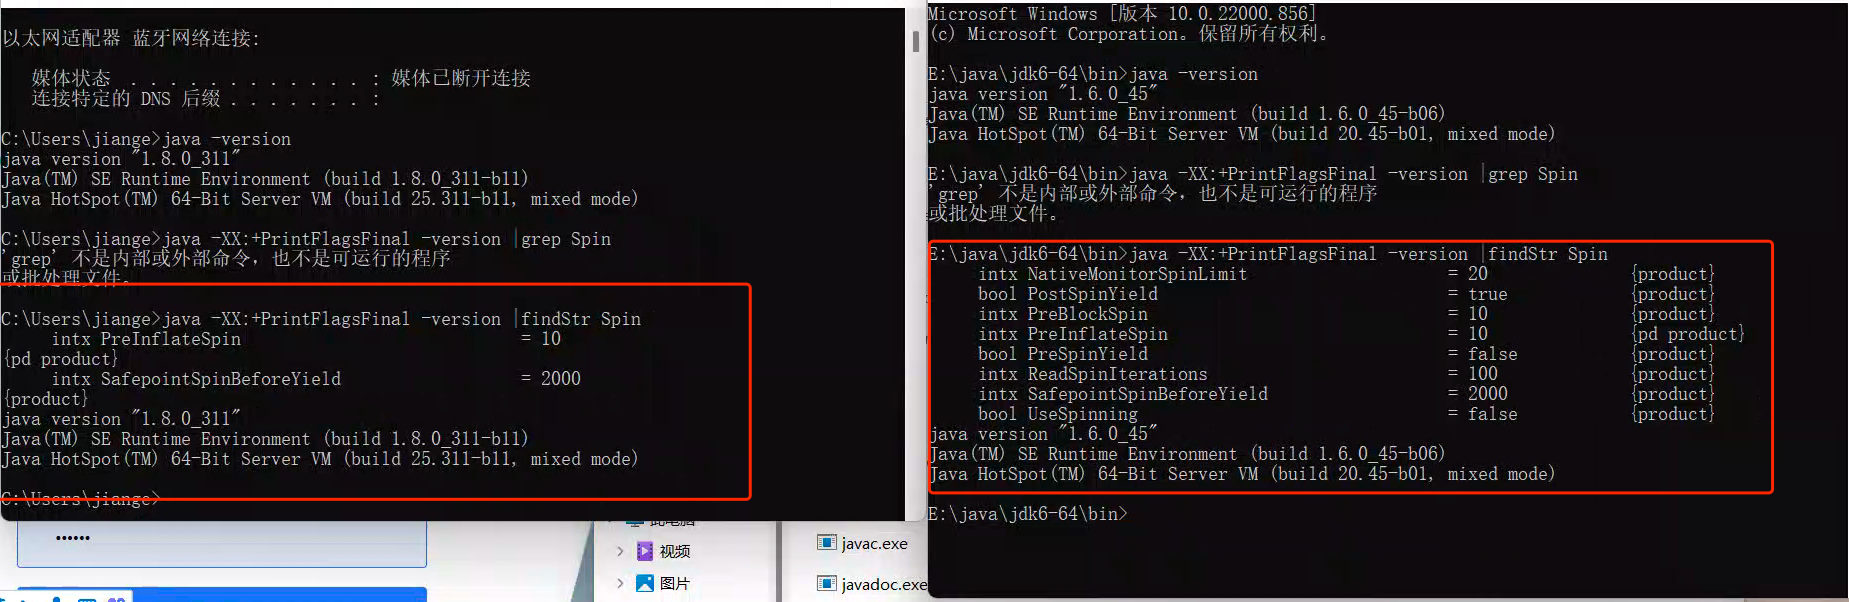 以太网适配器 蓝牙网络连接:
媒体状态 . . . . . . . . . . . . : 媒体已断开连接
连接特定的 DNS 后缀 . . . . . . . :
C:\Users\jiange>java -version
java version "1.8.0_311"
Java(TM) SE Runtime Environment (build 1.8.0_311-b11)
Java HotSpot(TM) 64-Bit Server VM (build 25.311-b11, mixed mode)
C:\Users\jiange>java -XX:+PrintFlagsFinal -version |grep Spin
'grep' 不是内部或外部命令，也不是可运行的程序
或批处理文件。
C:\Users\jiange>java -XX:+PrintFlagsFinal -version |findStr Spin
intx PreInflateSpin = 10
{pd product}
intx SafepointSpinBeforeYield = 2000
{product}
java version "1.8.0_311"
Java(TM) SE Runtime Environment (build 1.8.0_311-b11)
Java HotSpot(TM) 64-Bit Server VM (build 25.311-b11, mixed mode)
C:\Users\jiange>
Microsoft Windows [版本 10.0.22000.856]
(c) Microsoft Corporation。保留所有权利。
E:\java\jdk6-64\bin>java -version
java version "1.6.0_45"
Java(TM) SE Runtime Environment (build 1.6.0_45-b06)
Java HotSpot(TM) 64-Bit Server VM (build 20.45-b01, mixed mode)
E:\java\jdk6-64\bin>java -XX:+PrintFlagsFinal -version |grep Spin
'grep' 不是内部或外部命令，也不是可运行的程序
或批处理文件。
E:\java\jdk6-64\bin>java -XX:+PrintFlagsFinal -version |findStr Spin
intx NativeMonitorSpinLimit = 20 {product}
bool PostSpinYield = true {product}
intx PreBlockSpin = 10 {product}
intx PreInflateSpin = 10 {pd product}
bool PreSpinYield = false {product}
intx ReadSpinIterations = 100 {product}
intx SafepointSpinBeforeYield = 2000 {product}
bool UseSpinning = false {product}
java version "1.6.0_45"
Java(TM) SE Runtime Environment (build 1.6.0_45-b06)
Java HotSpot(TM) 64-Bit Server VM (build 20.45-b01, mixed mode)
E:\java\jdk6-64\bin>
••••••
此电脑
视频
图片
javac.exe
javadoc.exe